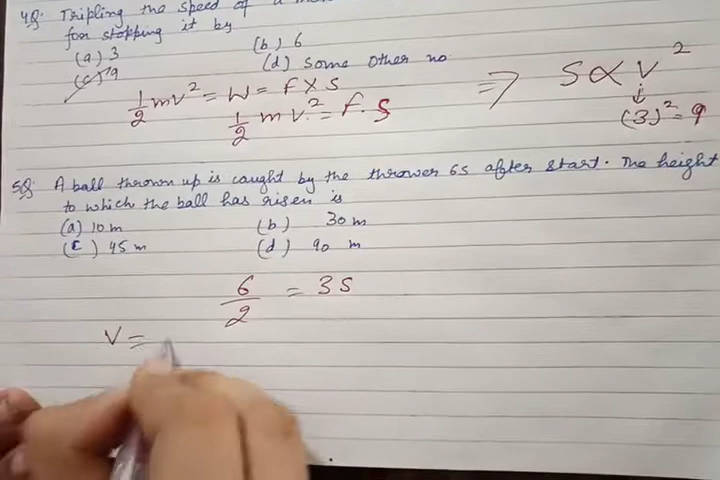 4Q. Tripling the speed of a
for stopping it by
(a) 3 (b) 6
(c) 9 (d) Some Other no
1/2 mv² = W = F × S
1/2 mv² = F. S
⇒ S ∝ V²
↓
(3)² = 9
5Q. A ball thrown up is caught by the thrower 6s after start. The height
to which the ball has risen is
(a) 10 m (b) 30 m
(c) 45 m (d) 90 m
6/2 = 3 S
V =